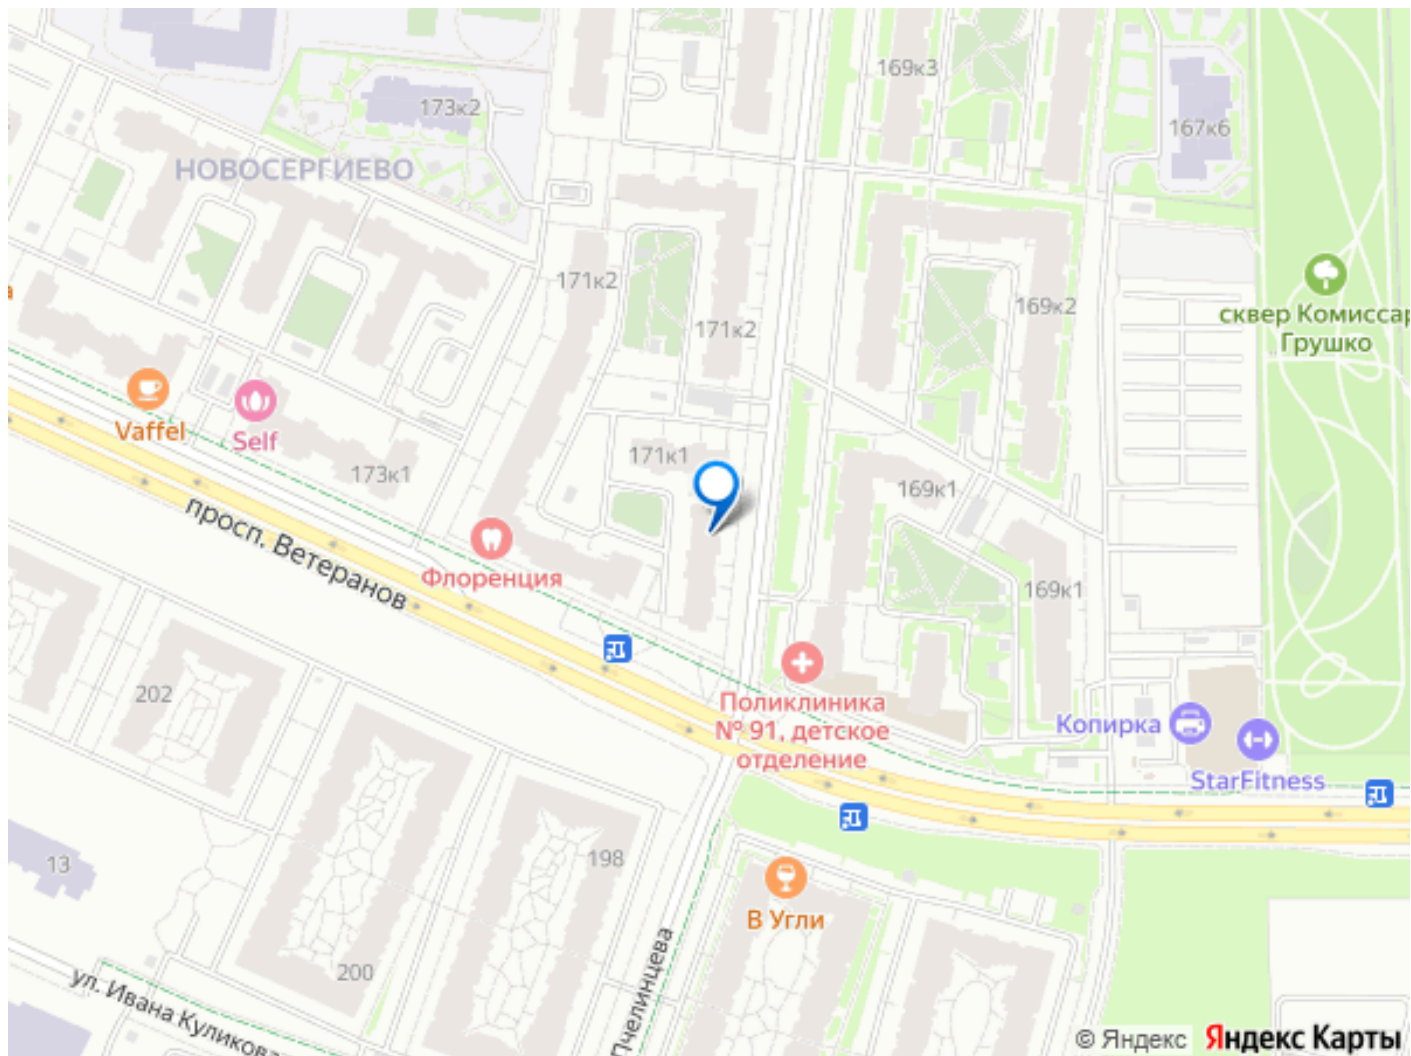 169к3
173к2
167к6
НОВОСЕРГИЕВО
171к2
169к2
сквер Комиссар
Грушко
171к2
а
Vaffel
Self
171к1
173к1
169к1
просп. Ветеранов
Флоренция
169к1
202
Поликлиника
№ 91, детское
отделение
Копирка
StarFitness
198
13
В Угли
200
Пчелинцева
ул. Ивана Куликова
© Яндекс
Яндекс Карты